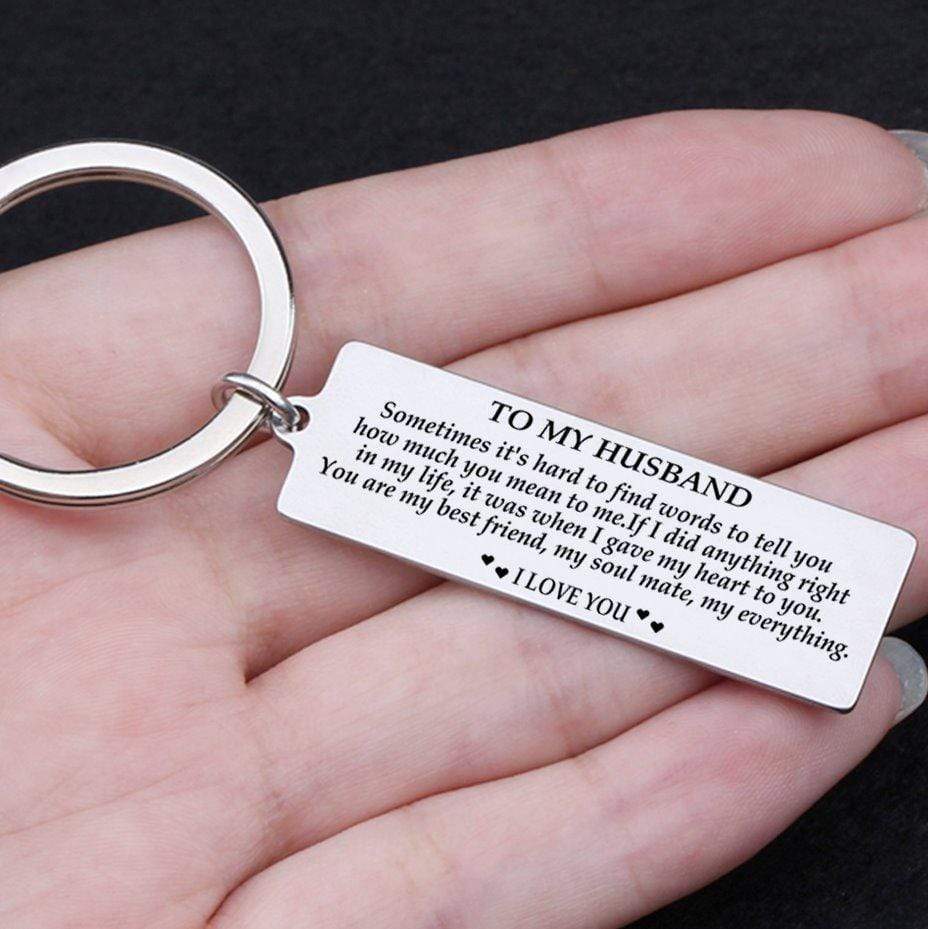 TO MY HUSBAND
Sometimes it's hard to find words to tell you
how much you mean to me.If I did anything right
in my life, it was when I gave my heart to you.
You are my best friend, my soul mate, my everything.
♥♥ I LOVE YOU ♥♥